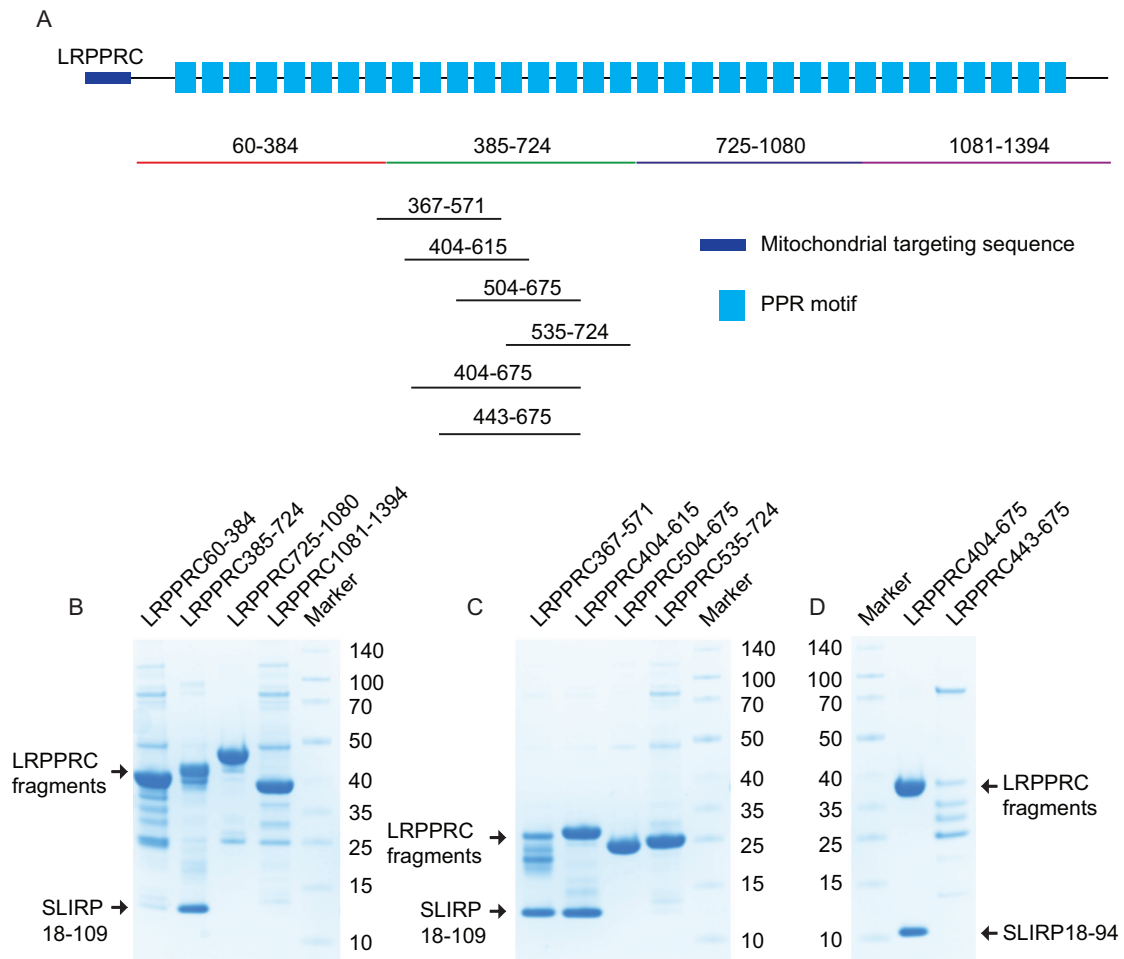 A
LRPPRC
60-384
385-724
725-1080
1081-1394
367-571
404-615
504-675
535-724
404-675
443-675
Mitochondrial targeting sequence
PPR motif
B
LRPPRC60-384
LRPPRC385-724
LRPPRC725-1080
LRPPRC1081-1394
Marker
140
100
70
50
40
35
25
15
10
LRPPRC
fragments
SLIRP
18-109
C
LRPPRC367-571
LRPPRC404-615
LRPPRC504-675
LRPPRC535-724
Marker
140
100
70
50
40
35
25
15
10
LRPPRC
fragments
SLIRP
18-109
D
Marker
LRPPRC404-675
LRPPRC443-675
140
100
70
50
40
35
25
15
10
LRPPRC
fragments
SLIRP18-94